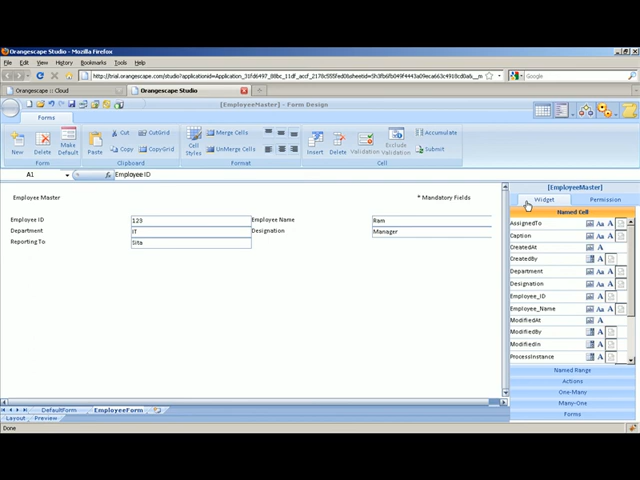 Orangescape Studio - Mozilla Firefox
File Edit View History Bookmarks Tools Help
Google
Orangescape :: Cloud
Orangescape Studio
[EmployeeMaster] - Form Design
Forms
New
Delete
Make Default
Form
Paste
Cut
CutGrid
Copy
CopyGrid
Clipboard
Cell Styles
Merge Cells
UnMerge Cells
Format
Insert
Delete
Validation
Exclude Validation
Accumulate
Submit
Cell
A1
fx
Employee ID
Employee Master
* Mandatory Fields
Employee ID 123 Employee Name Ram
Department IT Designation Manager
Reporting To Sita
[EmployeeMaster]
Widget Permission
Named Cell
AssignedTo
Caption
CreatedAt
CreatedBy
Department
Designation
Employee_ID
Employee_Name
ModifiedAt
ModifiedBy
ModifiedIn
ProcessInstance
Named Range
Actions
One-Many
Many-One
Forms
DefaultForm EmployeeForm
Layout Preview
Done